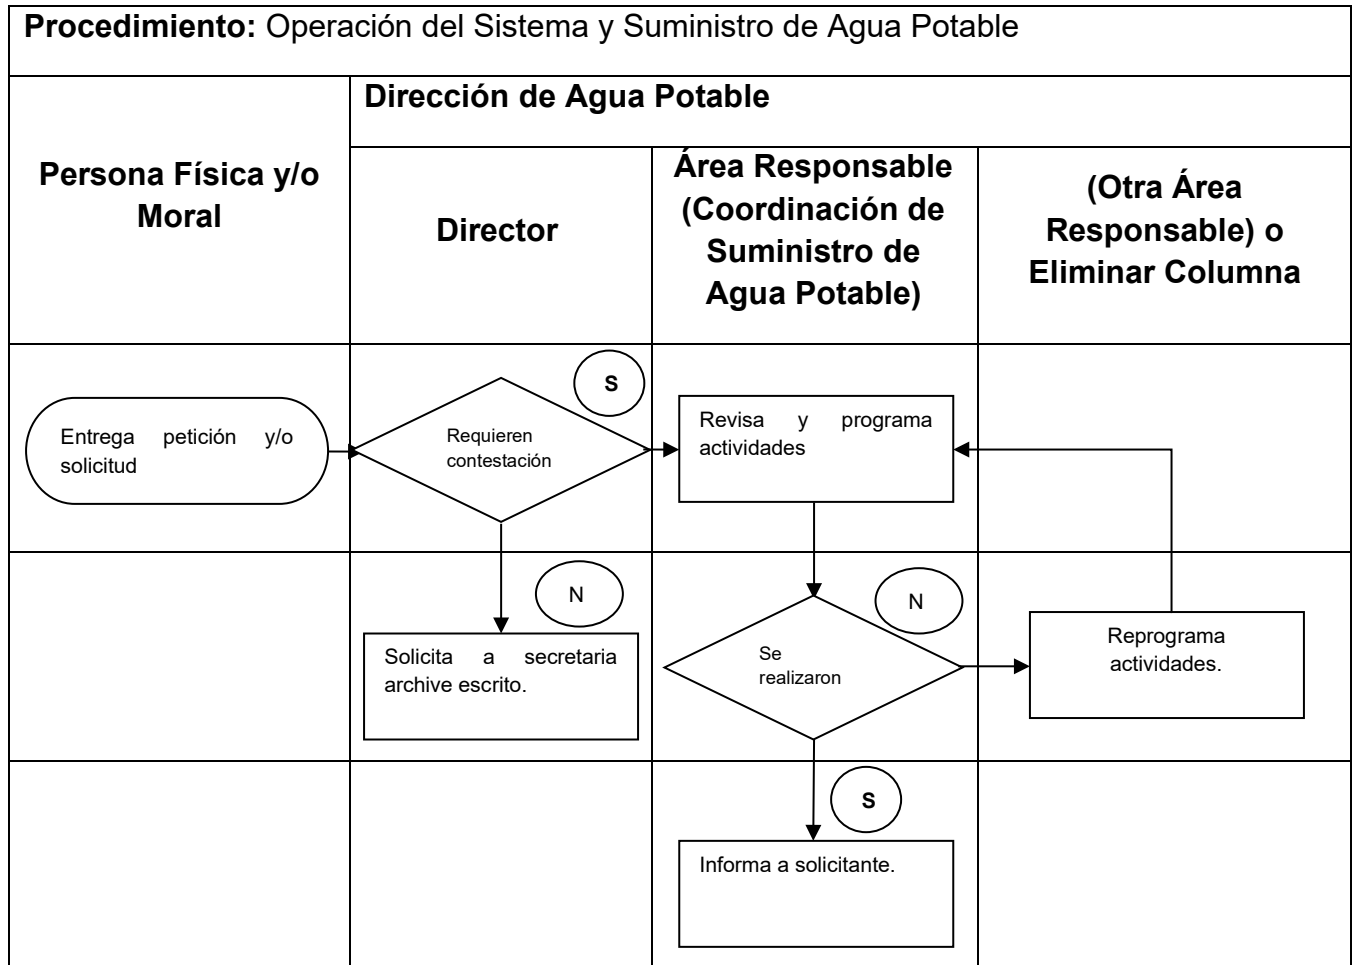 Procedimiento: Operación del Sistema y Suministro de Agua Potable
Persona Física y/o
Moral
Dirección de Agua Potable
Director
Área Responsable
(Coordinación de
Suministro de
Agua Potable)
(Otra Área
Responsable) o
Eliminar Columna
Entrega petición y/o
solicitud
Requieren
contestación
S
Revisa y programa
actividades
N
Solicita a secretaria
archive escrito.
Se
realizaron
N
Reprograma
actividades.
S
Informa a solicitante.